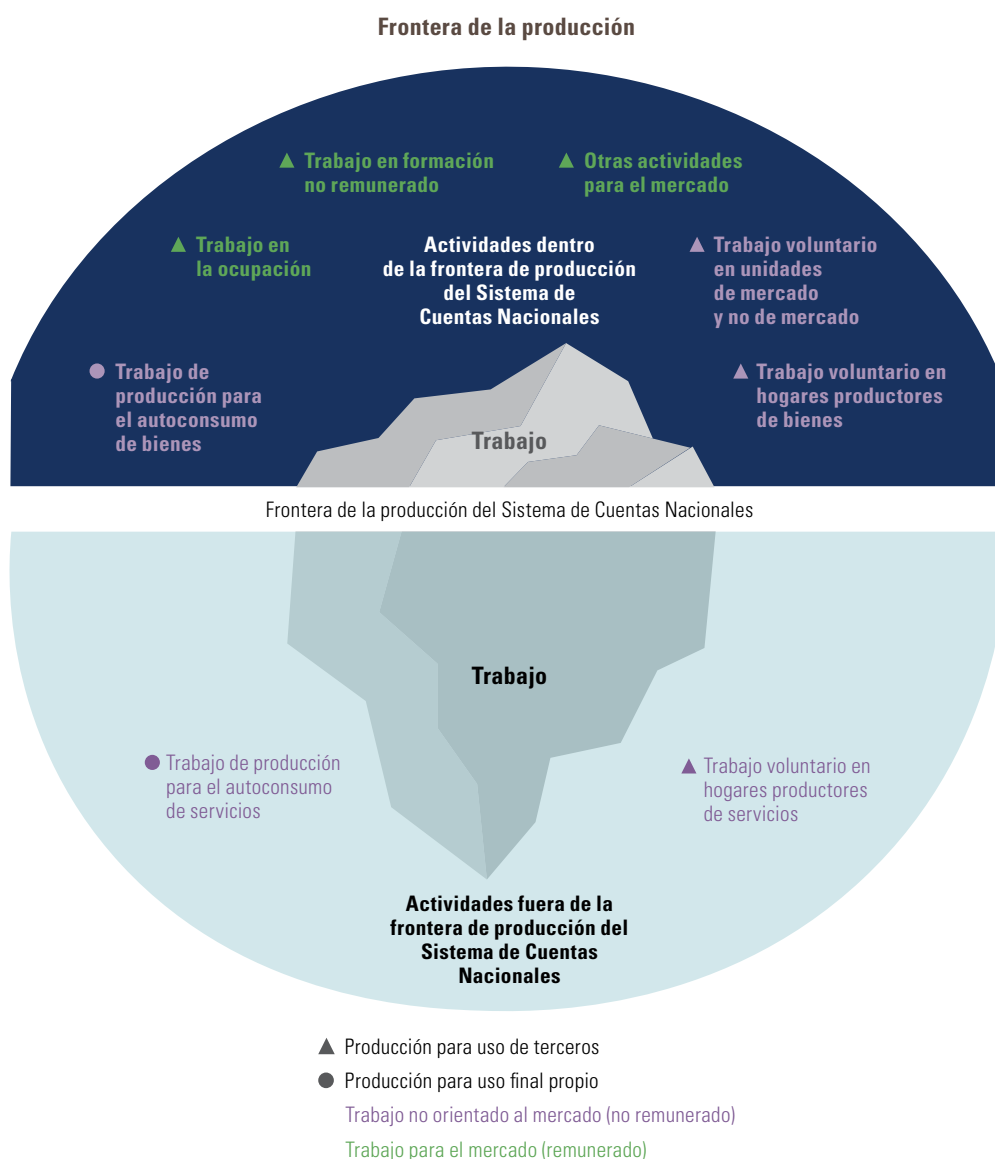 Frontera de la producción
▲ Trabajo en formación
no remunerado
▲ Otras actividades
para el mercado
▲ Trabajo en
la ocupación
Actividades dentro
de la frontera de producción
del Sistema de
Cuentas Nacionales
▲ Trabajo voluntario
en unidades
de mercado
y no de mercado
● Trabajo de
producción para
el autoconsumo
de bienes
Trabajo
▲ Trabajo voluntario en
hogares productores
de bienes
Frontera de la producción del Sistema de Cuentas Nacionales
Trabajo
● Trabajo de producción
para el autoconsumo
de servicios
▲ Trabajo voluntario en
hogares productores
de servicios
Actividades fuera de la
frontera de producción del
Sistema de Cuentas
Nacionales
▲ Producción para uso de terceros
● Producción para uso final propio
Trabajo no orientado al mercado (no remunerado)
Trabajo para el mercado (remunerado)